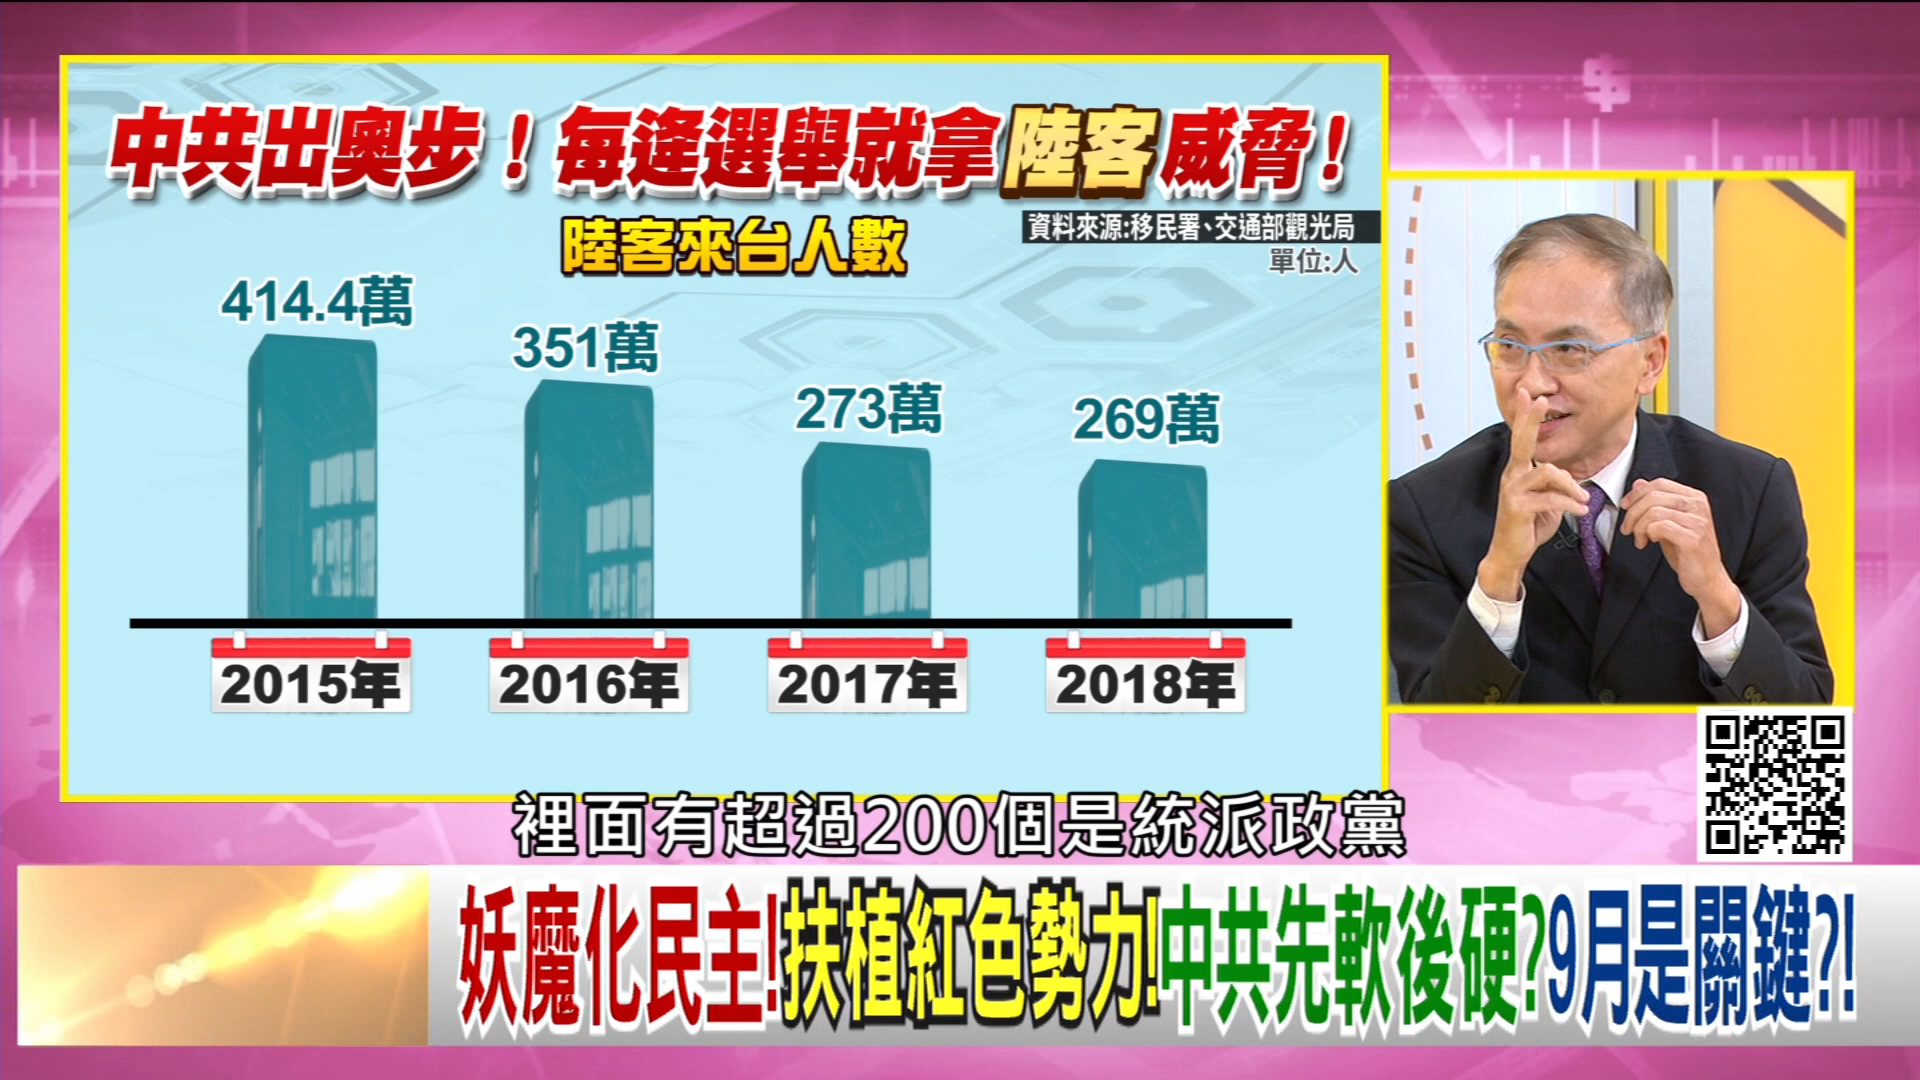 中共出奧步！每逢選舉就拿陸客威脅！
陸客來台人數
資料來源:移民署、交通部觀光局
單位:人
414.4萬
351萬
273萬
269萬
2015年
2016年
2017年
2018年
裡面有超過200個是統派政黨
妖魔化民主!扶植紅色勢力!中共先軟後硬?9月是關鍵?!